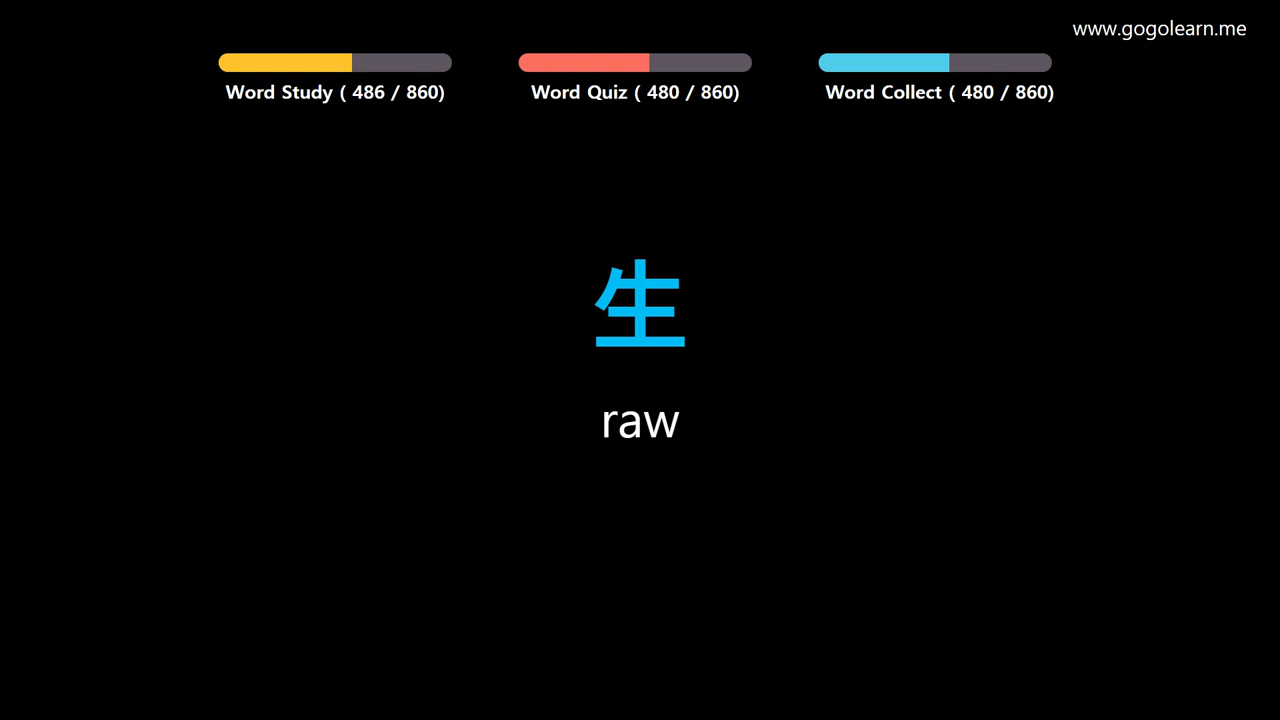 www.gogolearn.me
Word Study ( 486 / 860)
Word Quiz ( 480 / 860)
Word Collect ( 480 / 860)
生
raw